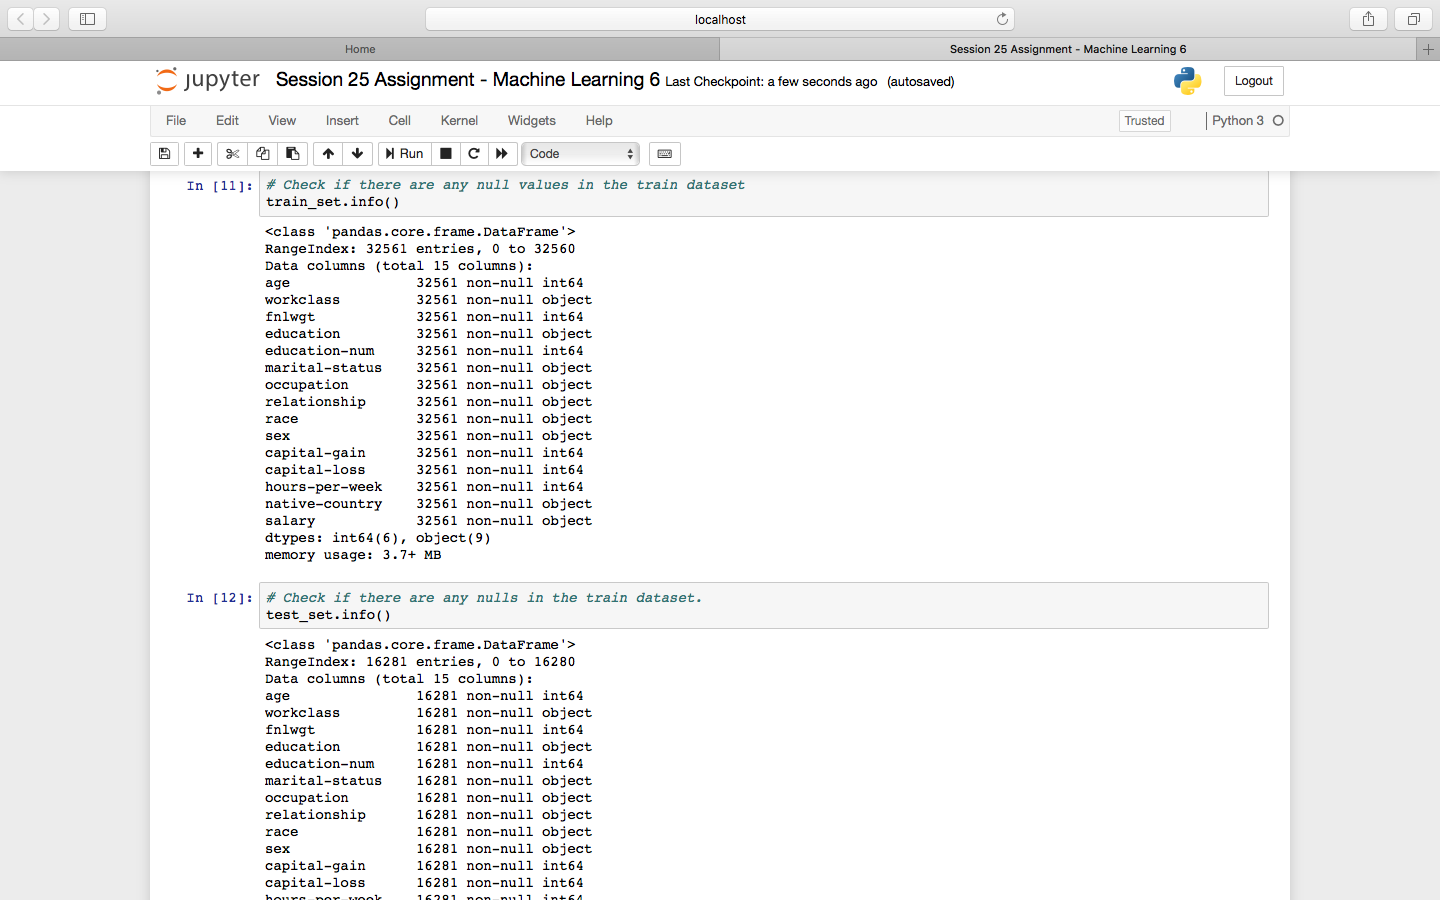 localhost
Home
Session 25 Assignment - Machine Learning 6
jupyter Session 25 Assignment - Machine Learning 6 Last Checkpoint: a few seconds ago (autosaved)
Logout
File Edit View Insert Cell Kernel Widgets Help
Trusted
Python 3
Run
Code
In [11]: # Check if there are any null values in the train dataset
train_set.info()
<class 'pandas.core.frame.DataFrame'>
RangeIndex: 32561 entries, 0 to 32560
Data columns (total 15 columns):
age 32561 non-null int64
workclass 32561 non-null object
fnlwgt 32561 non-null int64
education 32561 non-null object
education-num 32561 non-null int64
marital-status 32561 non-null object
occupation 32561 non-null object
relationship 32561 non-null object
race 32561 non-null object
sex 32561 non-null object
capital-gain 32561 non-null int64
capital-loss 32561 non-null int64
hours-per-week 32561 non-null int64
native-country 32561 non-null object
salary 32561 non-null object
dtypes: int64(6), object(9)
memory usage: 3.7+ MB
In [12]: # Check if there are any nulls in the train dataset.
test_set.info()
<class 'pandas.core.frame.DataFrame'>
RangeIndex: 16281 entries, 0 to 16280
Data columns (total 15 columns):
age 16281 non-null int64
workclass 16281 non-null object
fnlwgt 16281 non-null int64
education 16281 non-null object
education-num 16281 non-null int64
marital-status 16281 non-null object
occupation 16281 non-null object
relationship 16281 non-null object
race 16281 non-null object
sex 16281 non-null object
capital-gain 16281 non-null int64
capital-loss 16281 non-null int64
hours-per-week 16281 non-null int64